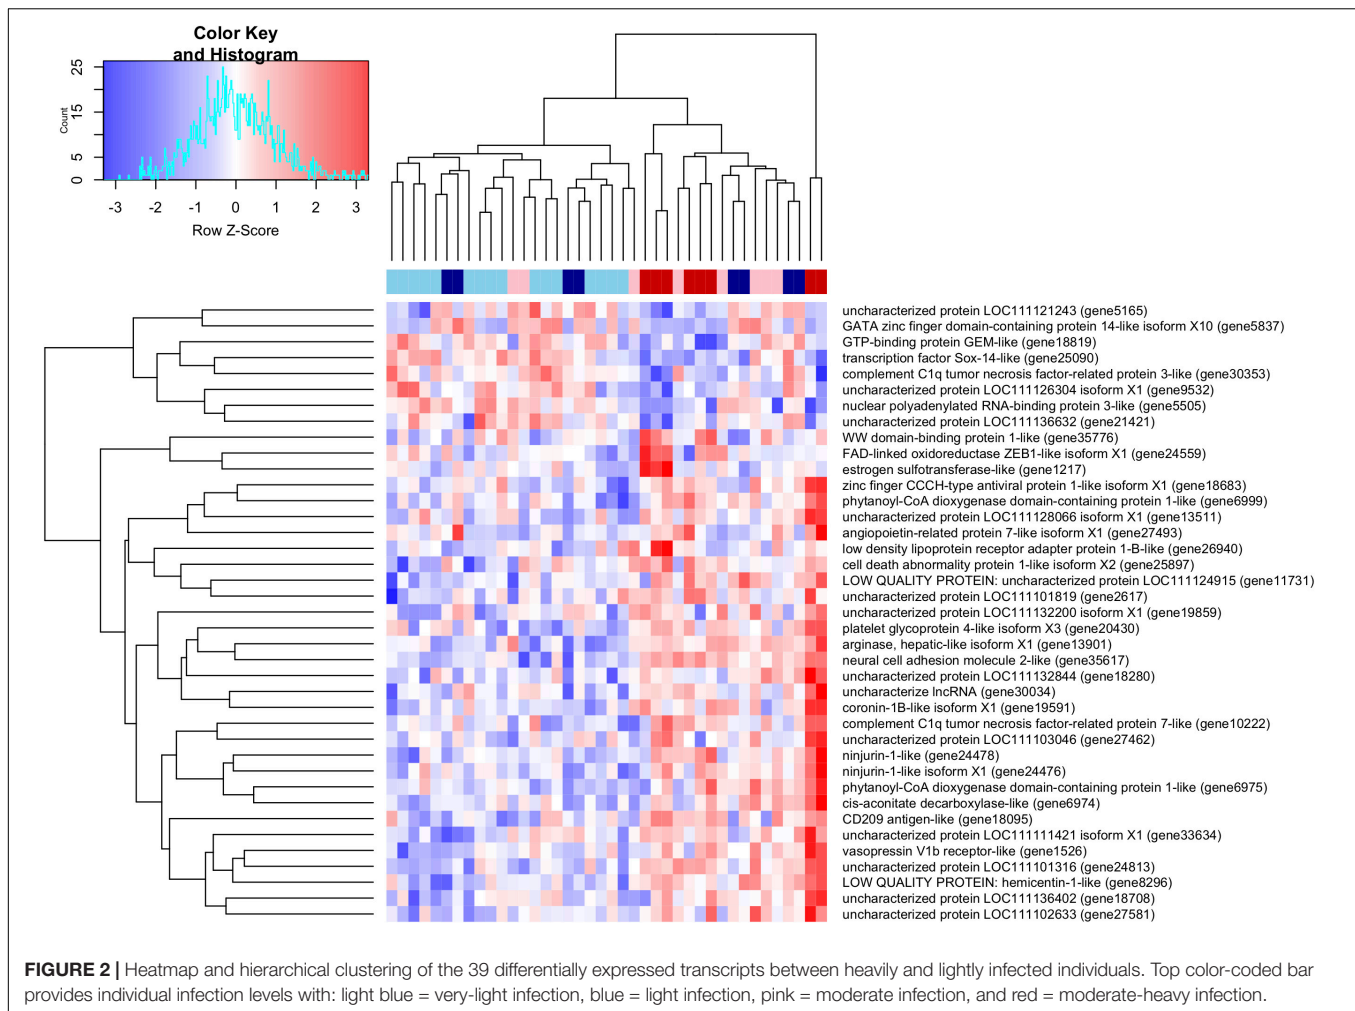 Color Key
and Histogram
Count
0 5 15 25
-3 -2 -1 0 1 2 3
Row Z-Score
uncharacterized protein LOC111121243 (gene5165)
GATA zinc finger domain-containing protein 14-like isoform X10 (gene5837)
GTP-binding protein GEM-like (gene18819)
transcription factor Sox-14-like (gene25090)
complement C1q tumor necrosis factor-related protein 3-like (gene30353)
uncharacterized protein LOC111126304 isoform X1 (gene9532)
nuclear polyadenylated RNA-binding protein 3-like (gene5505)
uncharacterized protein LOC111136632 (gene21421)
WW domain-binding protein 1-like (gene35776)
FAD-linked oxidoreductase ZEB1-like isoform X1 (gene24559)
estrogen sulfotransferase-like (gene1217)
zinc finger CCCH-type antiviral protein 1-like isoform X1 (gene18683)
phytanoyl-CoA dioxygenase domain-containing protein 1-like (gene6999)
uncharacterized protein LOC111128066 isoform X1 (gene13511)
angiopoietin-related protein 7-like isoform X1 (gene27493)
low density lipoprotein receptor adapter protein 1-B-like (gene26940)
cell death abnormality protein 1-like isoform X2 (gene25897)
LOW QUALITY PROTEIN: uncharacterized protein LOC111124915 (gene11731)
uncharacterized protein LOC111101819 (gene2617)
uncharacterized protein LOC111132200 isoform X1 (gene19859)
platelet glycoprotein 4-like isoform X3 (gene20430)
arginase, hepatic-like isoform X1 (gene13901)
neural cell adhesion molecule 2-like (gene35617)
uncharacterized protein LOC111132844 (gene18280)
uncharacterize lncRNA (gene30034)
coronin-1B-like isoform X1 (gene19591)
complement C1q tumor necrosis factor-related protein 7-like (gene10222)
uncharacterized protein LOC111103046 (gene27462)
ninjurin-1-like (gene24478)
ninjurin-1-like isoform X1 (gene24476)
phytanoyl-CoA dioxygenase domain-containing protein 1-like (gene6975)
cis-aconitate decarboxylase-like (gene6974)
CD209 antigen-like (gene18095)
uncharacterized protein LOC111111421 isoform X1 (gene33634)
vasopressin V1b receptor-like (gene1526)
uncharacterized protein LOC111101316 (gene24813)
LOW QUALITY PROTEIN: hemicentin-1-like (gene8296)
uncharacterized protein LOC111136402 (gene18708)
uncharacterized protein LOC111102633 (gene27581)
FIGURE 2 | Heatmap and hierarchical clustering of the 39 differentially expressed transcripts between heavily and lightly infected individuals. Top color-coded bar
provides individual infection levels with: light blue = very-light infection, blue = light infection, pink = moderate infection, and red = moderate-heavy infection.